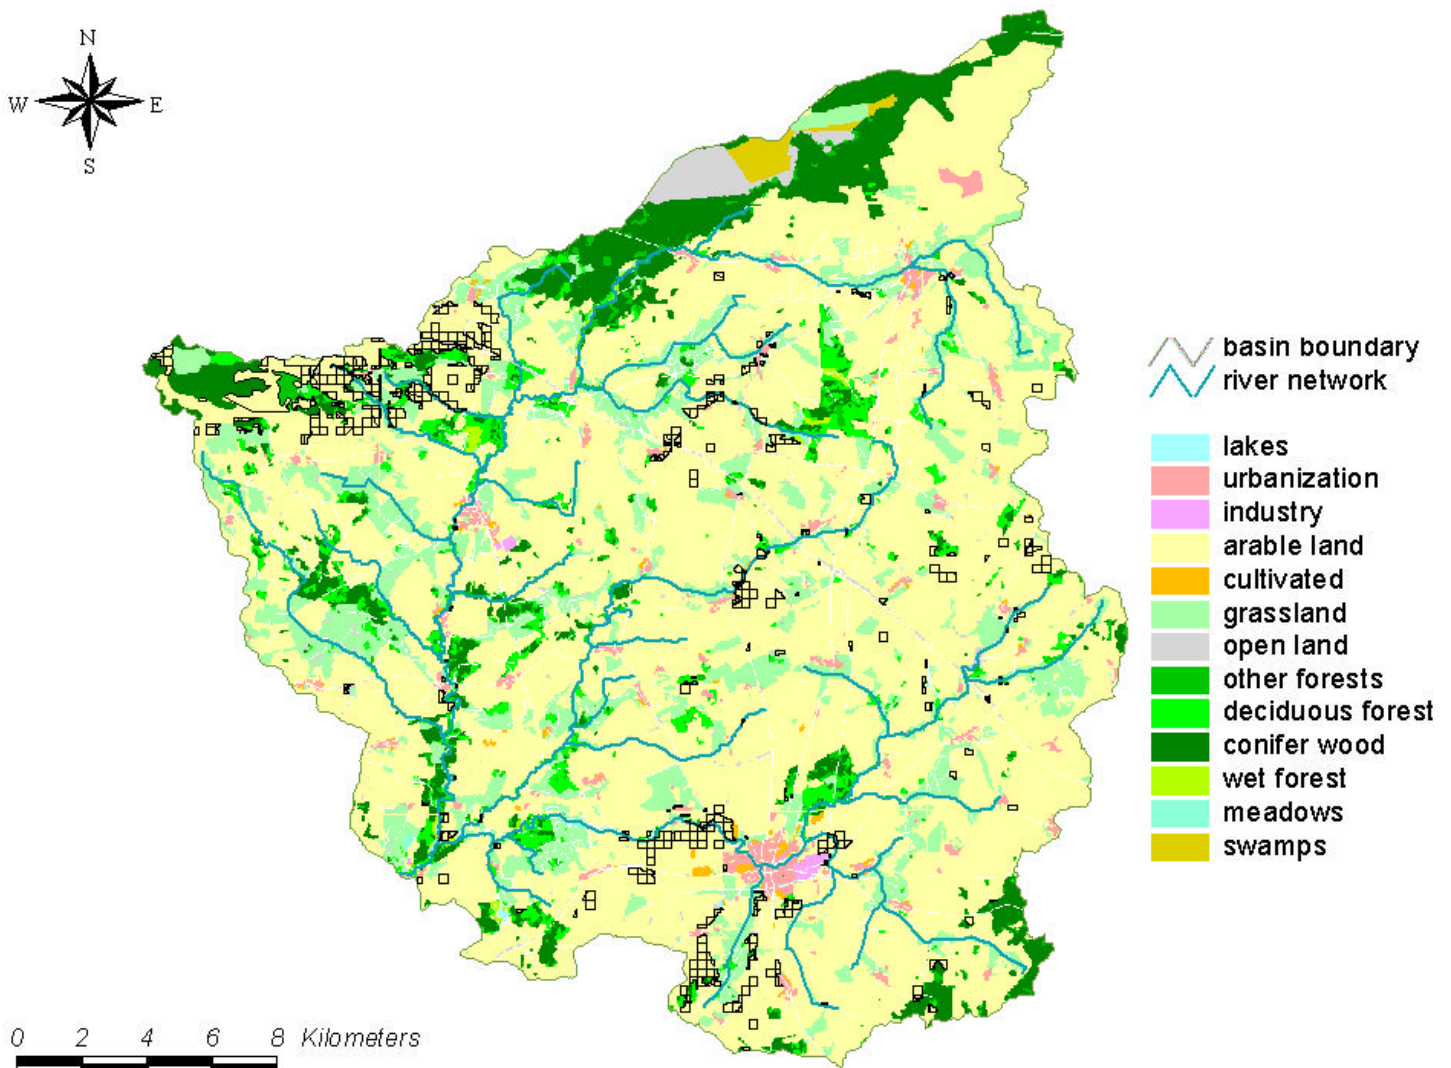 N
W E
S
basin boundary
river network
lakes
urbanization
industry
arable land
cultivated
grassland
open land
other forests
deciduous forest
conifer wood
wet forest
meadows
swamps
0 2 4 6 8 Kilometers